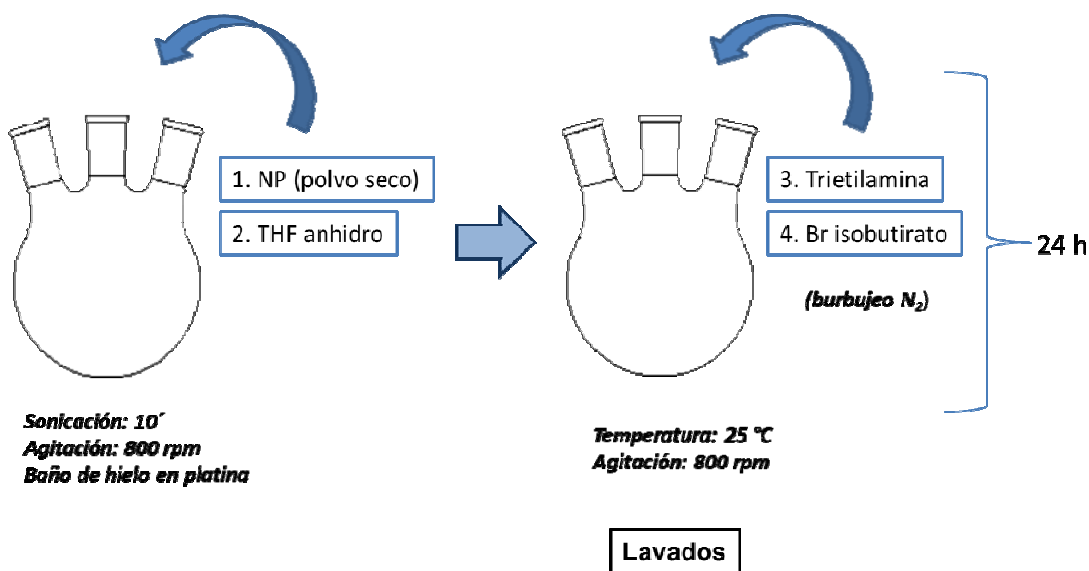 1. NP (polvo seco)
2. THF anhidro
Sonicación: 10´
Agitación: 800 rpm
Baño de hielo en platina
3. Trietilamina
4. Br isobutirato
(burbujeo N₂)
24 h
Temperatura: 25 °C
Agitación: 800 rpm
Lavados